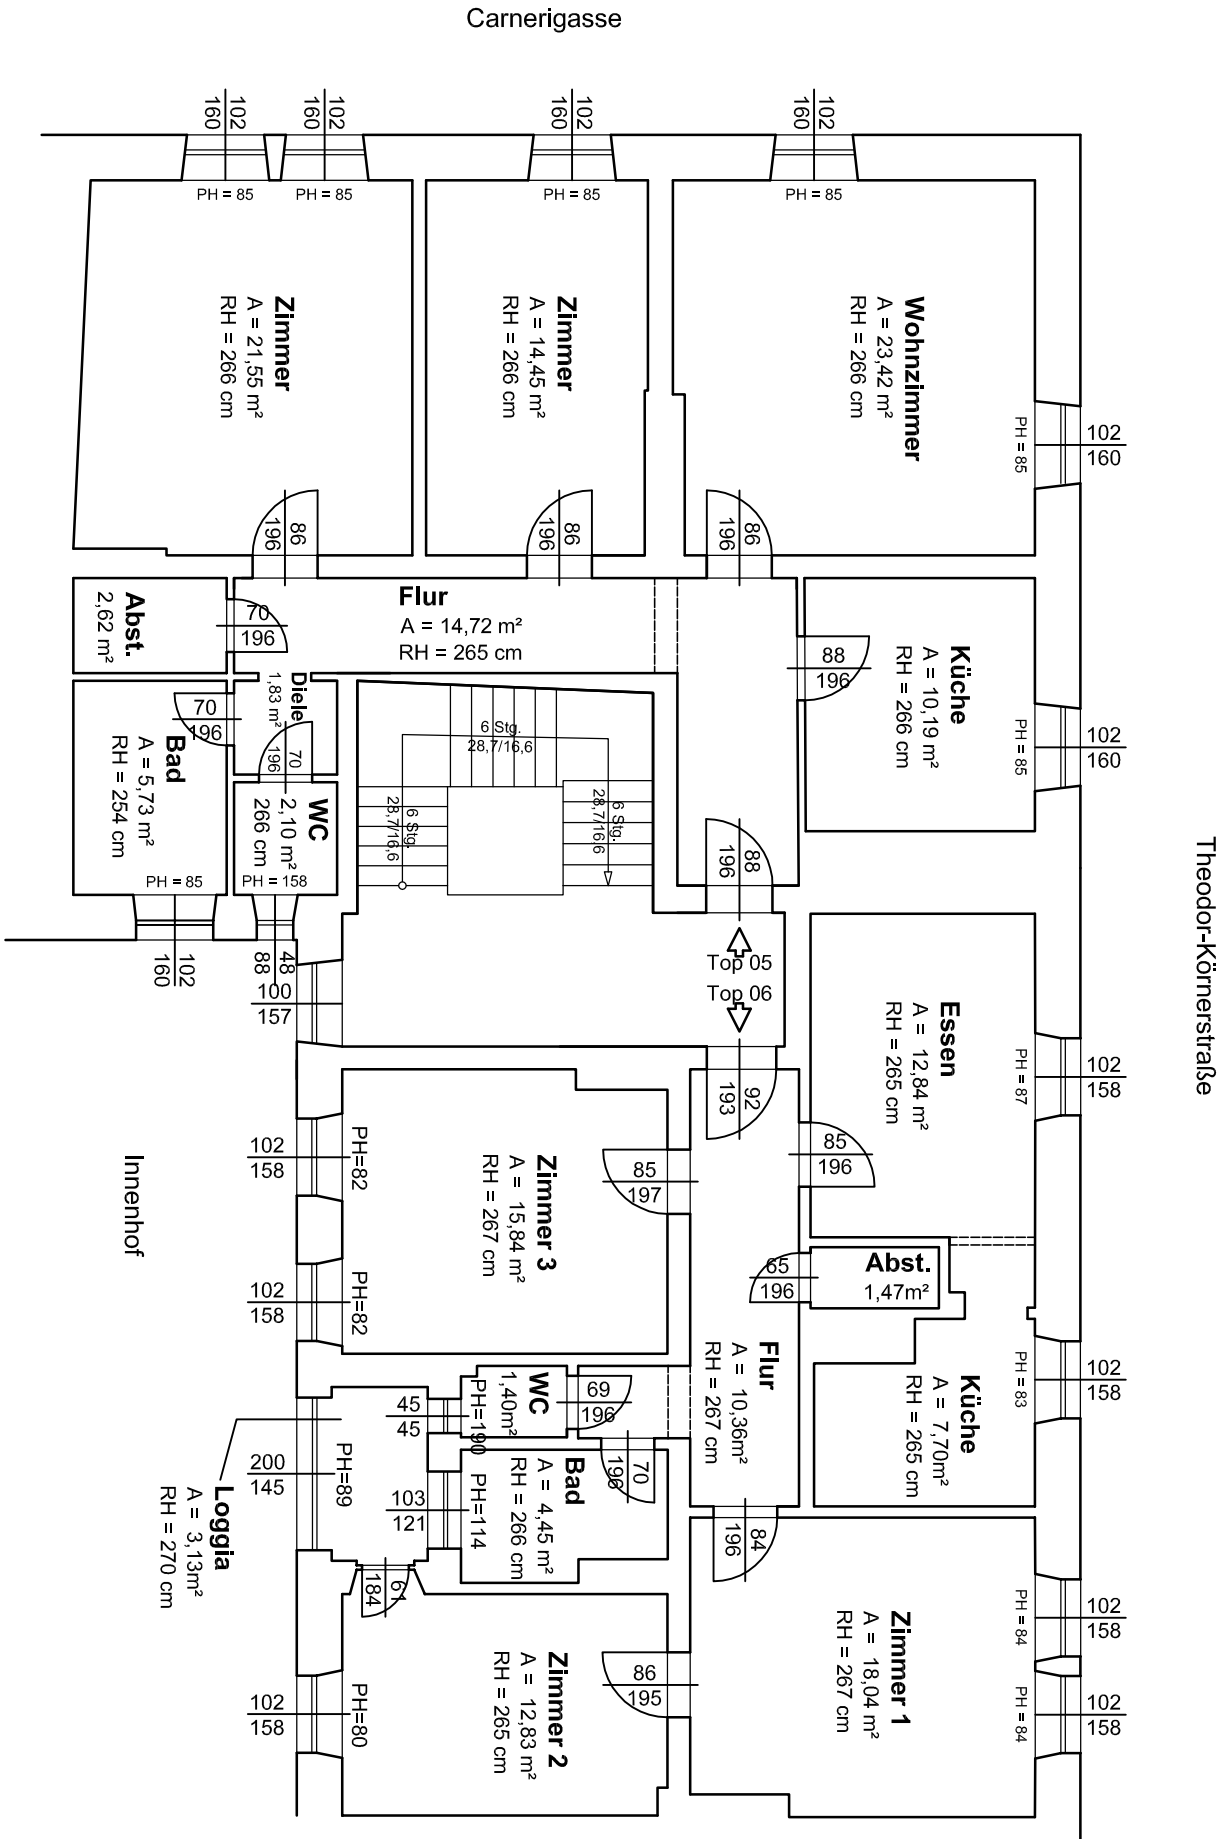 Carnerigasse
102
160
102
160
102
160
102
160
PH = 85
PH = 85
PH = 85
PH = 85
Zimmer
A = 21,55 m²
RH = 266 cm
Zimmer
A = 14,45 m²
RH = 266 cm
Wohnzimmer
A = 23,42 m²
RH = 266 cm
PH = 85
102
160
86
196
86
196
86
196
Abst.
2,62 m²
70
196
Flur
A = 14,72 m²
RH = 265 cm
88
196
Küche
A = 10,19 m²
RH = 266 cm
PH = 85
102
160
Diele
1,83 m²
70
196
70
196
Bad
A = 5,73 m²
RH = 254 cm
PH = 85
WC
2,10 m²
266 cm
PH = 158
6 Stg.
28,7/16,6
6 Stg.
28,7/16,6
6 Stg.
28,7/16,6
88
196
102
160
48
88
100
157
Top 05
Top 06
92
193
Theodor-Körnerstraße
Essen
A = 12,84 m²
RH = 265 cm
PH = 87
102
158
85
196
Innenhof
102
158
PH=82
Zimmer 3
A = 15,84 m²
RH = 267 cm
85
197
102
158
PH=82
65
196
Abst.
1,47m²
Flur
A = 10,36m²
RH = 267 cm
Küche
A = 7,70m²
RH = 265 cm
PH = 83
102
158
WC
1,40m²
PH=190
69
196
45
45
70
196
Bad
A = 4,45 m²
RH = 266 cm
PH=114
103
121
200
145
PH=89
Loggia
A = 3,13m²
RH = 270 cm
61
184
84
196
Zimmer 2
A = 12,83 m²
RH = 265 cm
PH=80
102
158
86
195
Zimmer 1
A = 18,04 m²
RH = 267 cm
PH = 84
102
158
PH = 84
102
158